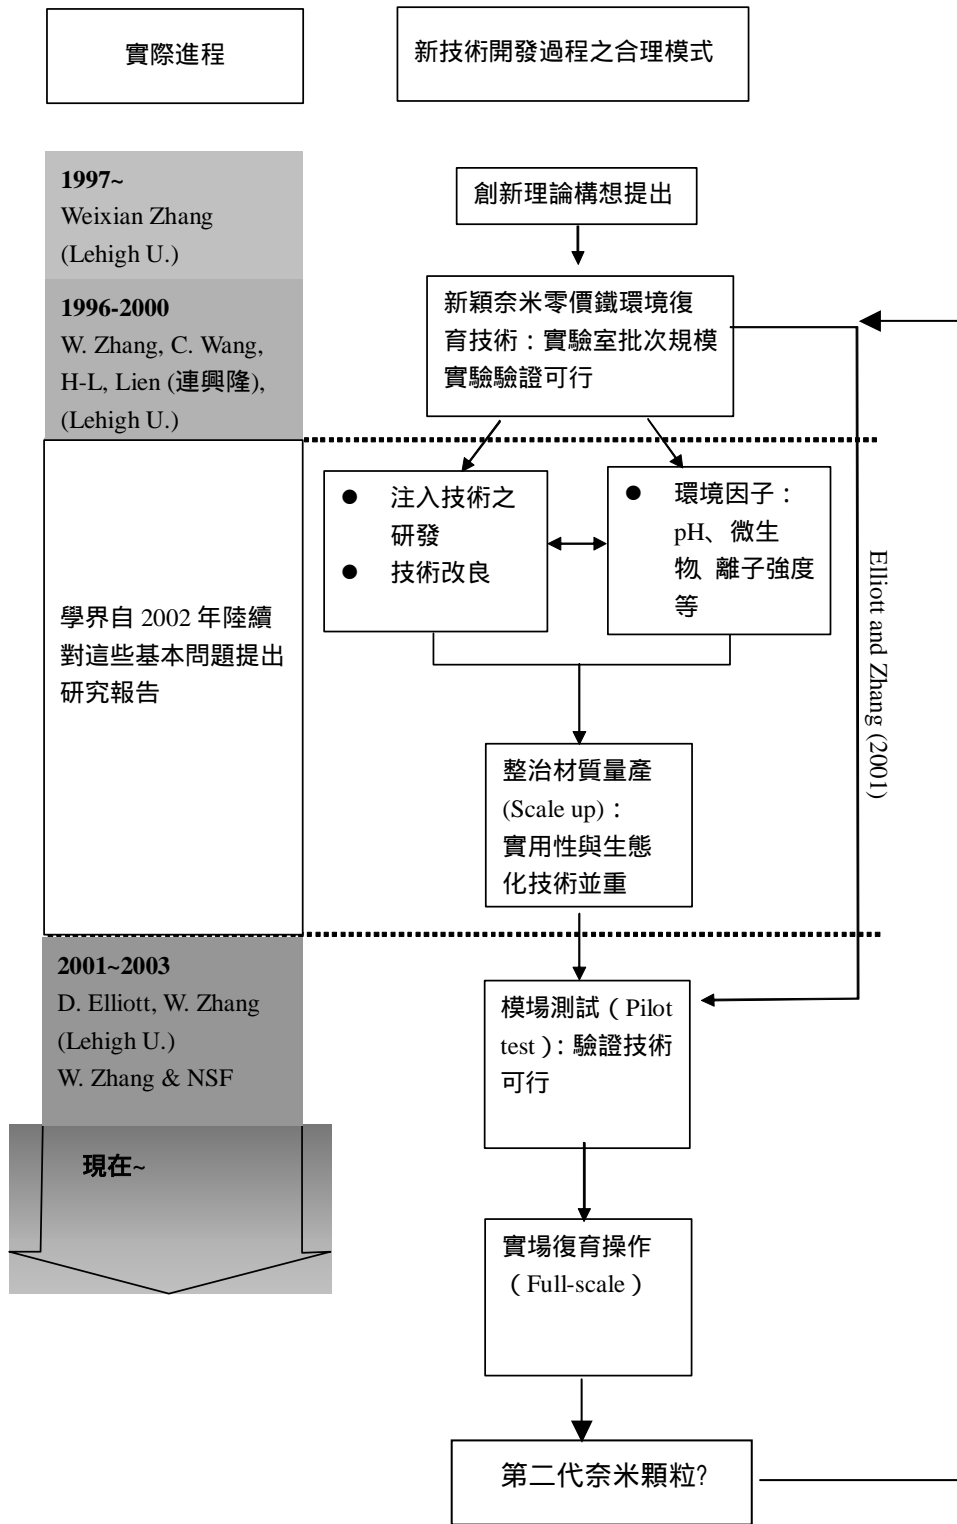 實際進程
新技術開發過程之合理模式
1997~
Weixian Zhang
(Lehigh U.)
1996-2000
W. Zhang, C. Wang,
H-L, Lien (連興隆),
(Lehigh U.)
學界自 2002 年陸續
對這些基本問題提出
研究報告
2001~2003
D. Elliott, W. Zhang
(Lehigh U.)
W. Zhang & NSF
現在~
創新理論構想提出
新穎奈米零價鐵環境復
育技術：實驗室批次規模
實驗驗證可行
● 注入技術之
研發
● 技術改良
● 環境因子：
pH、微生
物、離子強度
等
整治材質量產
(Scale up)：
實用性與生態
化技術並重
模場測試（Pilot
test）：驗證技術
可行
實場復育操作
（Full-scale）
第二代奈米顆粒?
Elliott and Zhang (2001)